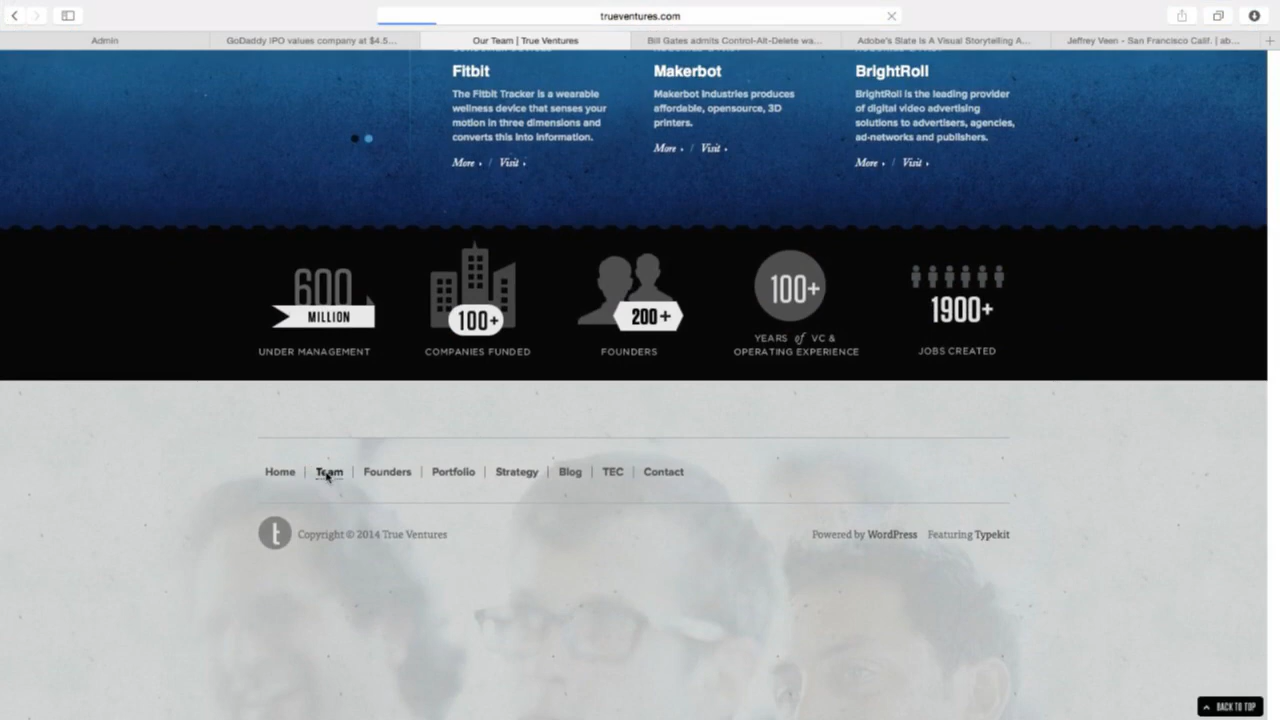 trueventures.com
Admin
GoDaddy IPO values company at $4.5...
Our Team | True Ventures
Bill Gates admits Control-Alt-Delete wa...
Adobe's Slate Is A Visual Storytelling A...
Jeffrey Veen - San Francisco Calif. | ab...
Fitbit
The Fitbit Tracker is a wearable
wellness device that senses your
motion in three dimensions and
converts this into information.
More / Visit
Makerbot
Makerbot Industries produces
affordable, opensource, 3D
printers.
More / Visit
BrightRoll
BrightRoll is the leading provider
of digital video advertising
solutions to advertisers, agencies,
ad-networks and publishers.
More / Visit
600
MILLION
UNDER MANAGEMENT
100+
COMPANIES FUNDED
200+
FOUNDERS
100+
YEARS of VC &
OPERATING EXPERIENCE
1900+
JOBS CREATED
Home | Team | Founders | Portfolio | Strategy | Blog | TEC | Contact
t Copyright © 2014 True Ventures
Powered by WordPress Featuring Typekit
BACK TO TOP